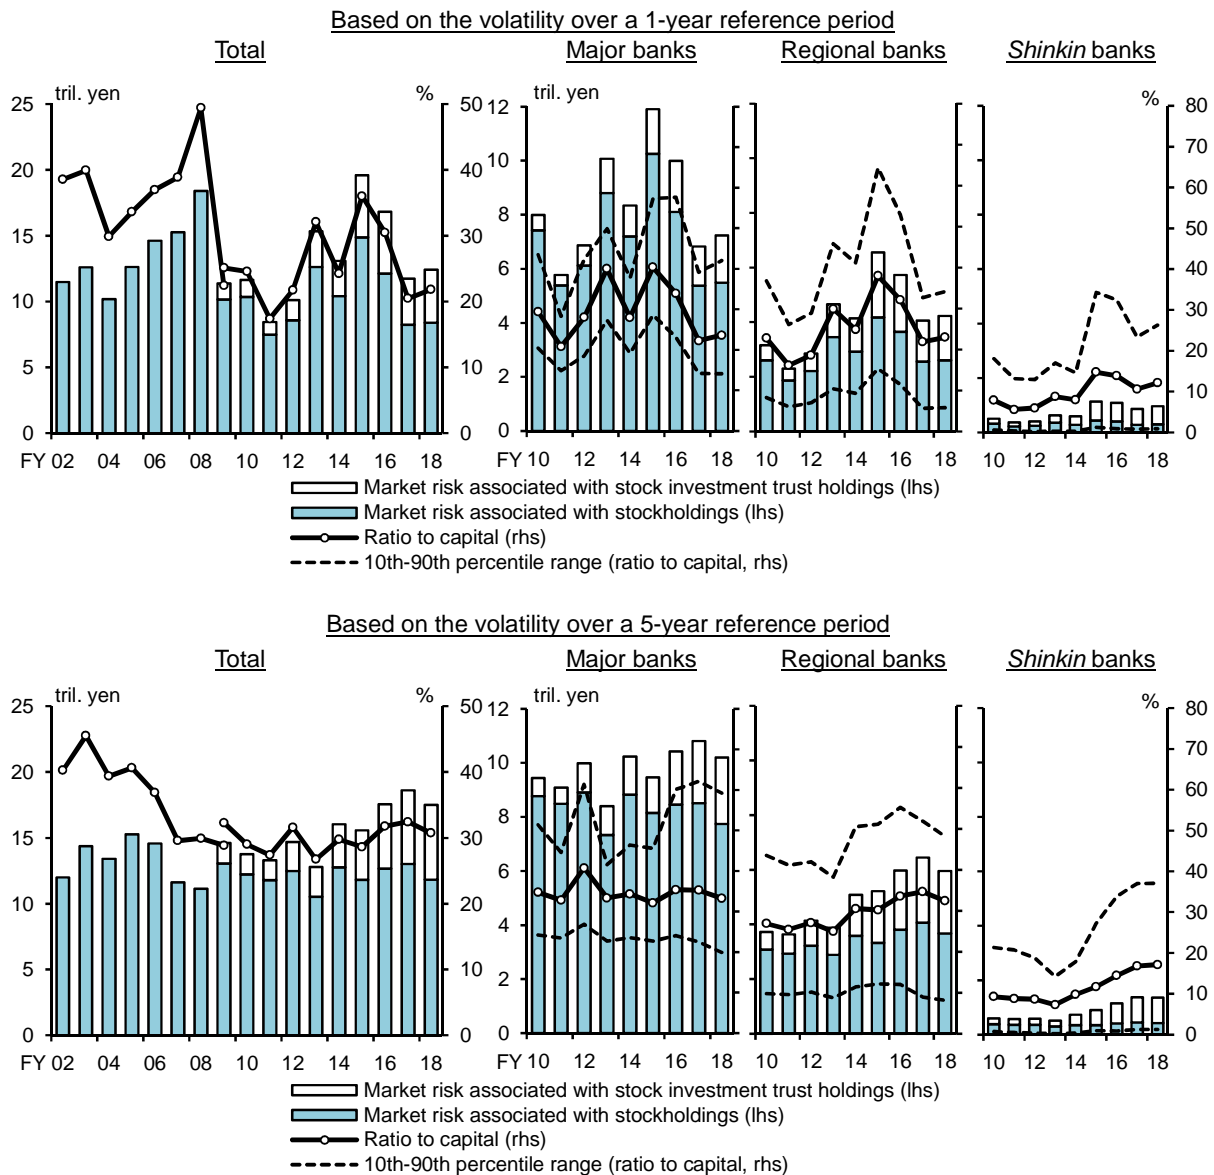 Based on the volatility over a 1-year reference period
Total
Major banks
Regional banks
Shinkin banks
tril. yen
%
tril. yen
%
25
20
15
10
5
0
50
40
30
20
10
0
12
10
8
6
4
2
0
80
70
60
50
40
30
20
10
0
FY 02 04 06 08 10 12 14 16 18
FY 10 12 14 16 18
10 12 14 16 18
10 12 14 16 18
Market risk associated with stock investment trust holdings (lhs)
Market risk associated with stockholdings (lhs)
Ratio to capital (rhs)
10th-90th percentile range (ratio to capital, rhs)
Based on the volatility over a 5-year reference period
Total
Major banks
Regional banks
Shinkin banks
tril. yen
%
tril. yen
%
25
20
15
10
5
0
50
40
30
20
10
0
12
10
8
6
4
2
0
80
70
60
50
40
30
20
10
0
FY 02 04 06 08 10 12 14 16 18
FY 10 12 14 16 18
10 12 14 16 18
10 12 14 16 18
Market risk associated with stock investment trust holdings (lhs)
Market risk associated with stockholdings (lhs)
Ratio to capital (rhs)
10th-90th percentile range (ratio to capital, rhs)